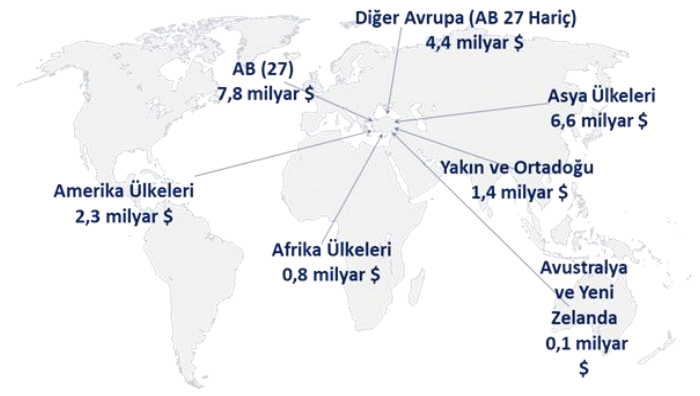 Diğer Avrupa (AB 27 Hariç)
4,4 milyar $
AB (27)
7,8 milyar $
Asya Ülkeleri
6,6 milyar $
Yakın ve Ortadoğu
1,4 milyar $
Amerika Ülkeleri
2,3 milyar $
Afrika Ülkeleri
0,8 milyar $
Avustralya
ve Yeni
Zelanda
0,1 milyar
$